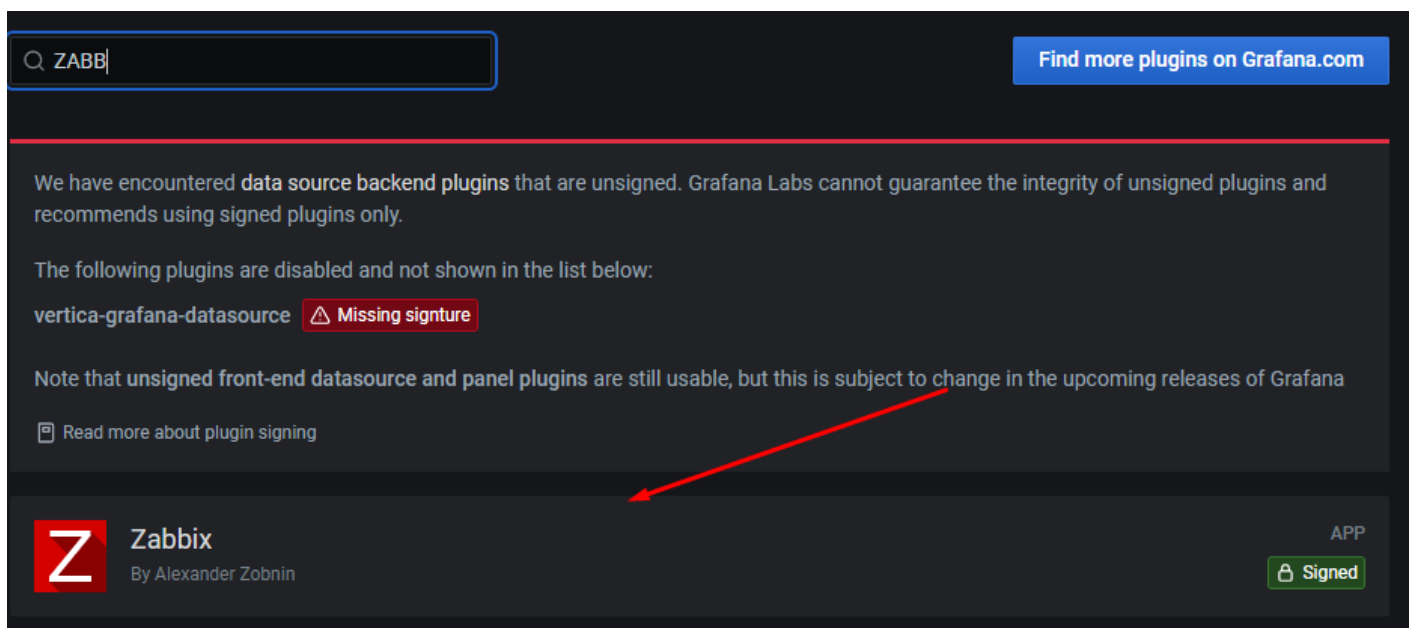 ZABB
Find more plugins on Grafana.com
We have encountered data source backend plugins that are unsigned. Grafana Labs cannot guarantee the integrity of unsigned plugins and
recommends using signed plugins only.
The following plugins are disabled and not shown in the list below:
vertica-grafana-datasource Missing signture
Note that unsigned front-end datasource and panel plugins are still usable, but this is subject to change in the upcoming releases of Grafana
Read more about plugin signing
Z
Zabbix
By Alexander Zobnin
APP
Signed